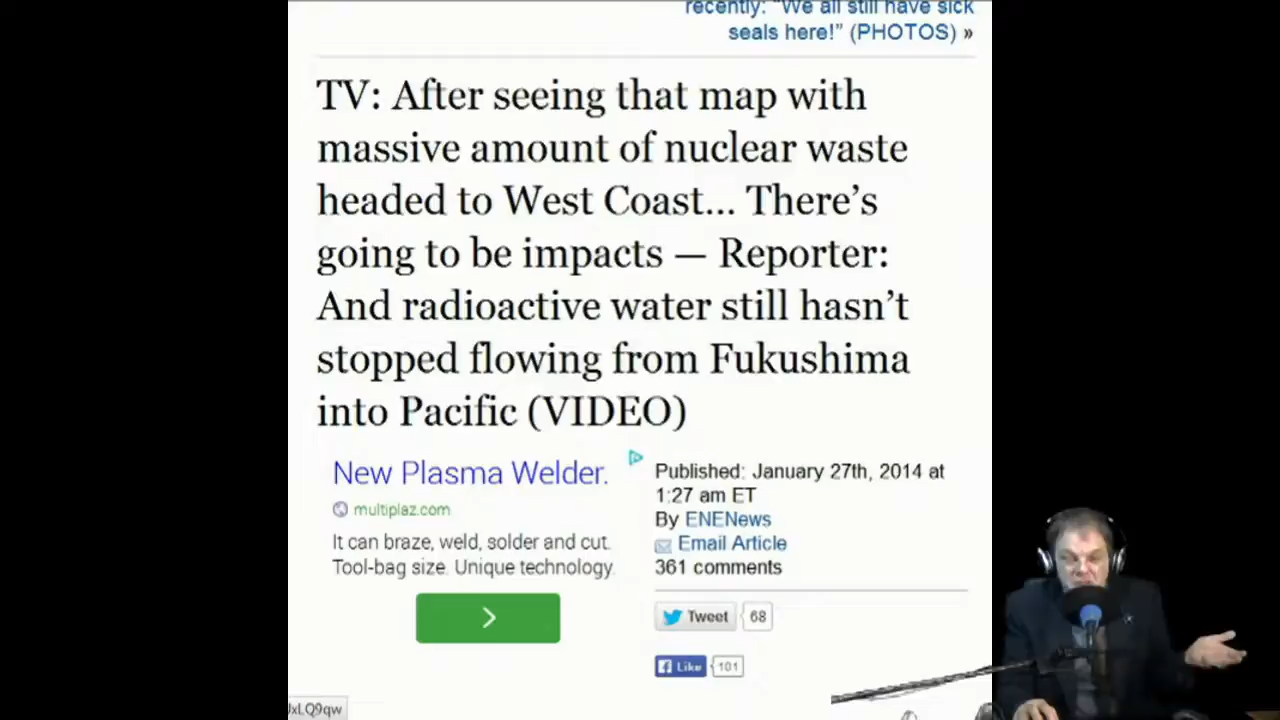 recently: “We all still have sick
seals here!” (PHOTOS) »
TV: After seeing that map with
massive amount of nuclear waste
headed to West Coast… There’s
going to be impacts — Reporter:
And radioactive water still hasn’t
stopped flowing from Fukushima
into Pacific (VIDEO)
New Plasma Welder.
multiplaz.com
It can braze, weld, solder and cut.
Tool-bag size. Unique technology.
Published: January 27th, 2014 at
1:27 am ET
By ENENews
Email Article
361 comments
Tweet 68
Like 101